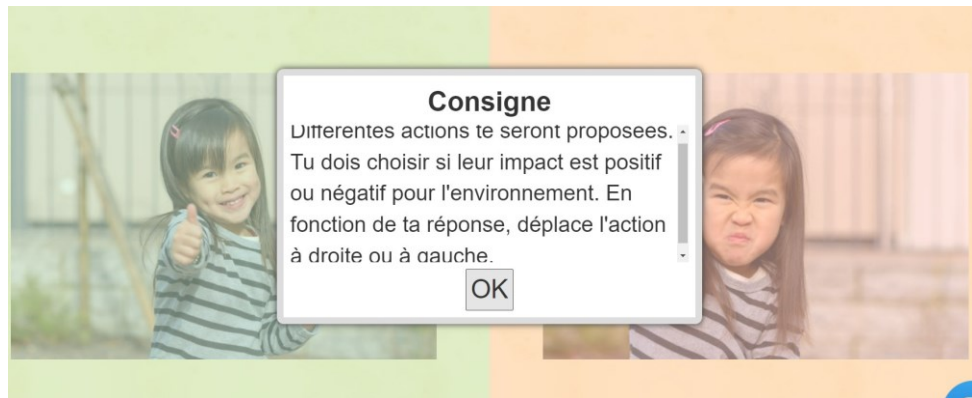 Consigne
Différentes actions te seront proposées.
Tu dois choisir si leur impact est positif
ou négatif pour l'environnement. En
fonction de ta réponse, déplace l'action
à droite ou à gauche.
OK